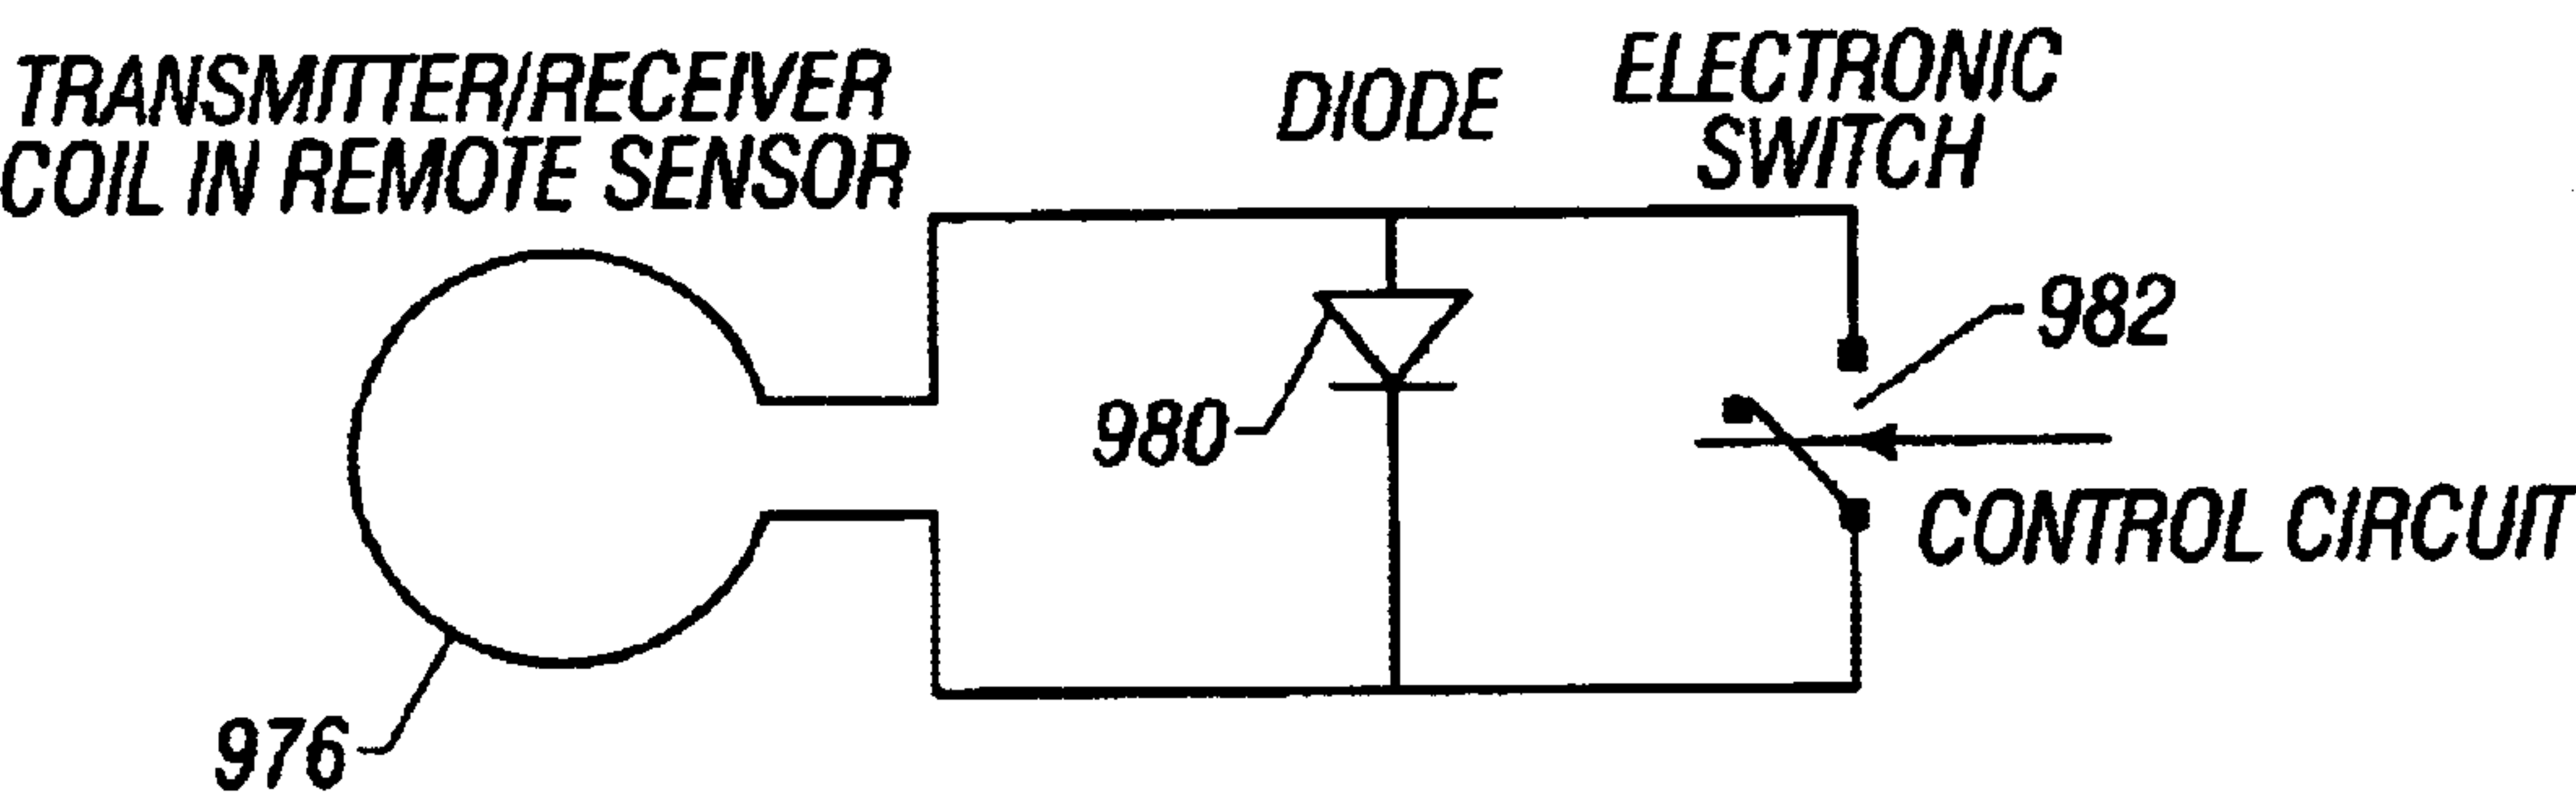 TRANSMITTER/RECEIVER
COIL IN REMOTE SENSOR
DIODE
ELECTRONIC
SWITCH
982
980
CONTROL CIRCUIT
976